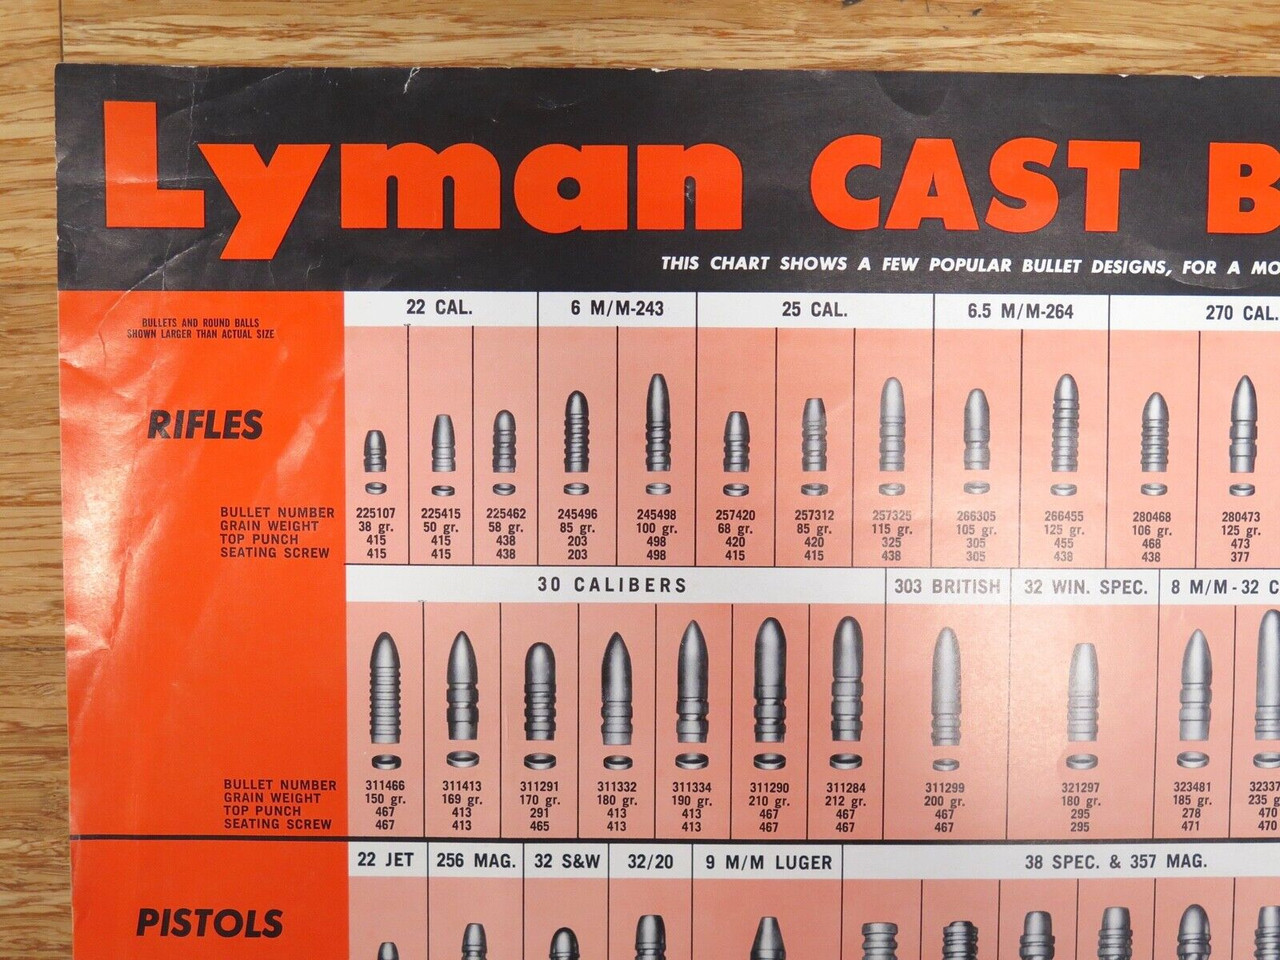 Lyman CAST B
THIS CHART SHOWS A FEW POPULAR BULLET DESIGNS, FOR A MO
BULLETS AND ROUND BALLS
SHOWN LARGER THAN ACTUAL SIZE
22 CAL. 6 M/M-243 25 CAL. 6.5 M/M-264 270 CAL.
RIFLES
BULLET NUMBER 225107 225415 225462 245496 245498 257420 257312 257325 266305 266455 280468 280473
GRAIN WEIGHT 38 gr. 50 gr. 58 gr. 85 gr. 100 gr. 68 gr. 85 gr. 115 gr. 105 gr. 125 gr. 106 gr. 125 gr.
TOP PUNCH 415 415 438 203 498 420 420 325 305 455 468 473
SEATING SCREW 415 415 438 203 498 415 415 438 305 438 438 377
30 CALIBERS 303 BRITISH 32 WIN. SPEC. 8 M/M - 32 C
BULLET NUMBER 311466 311413 311291 311332 311334 311290 311284 311299 321297 323481 32337
GRAIN WEIGHT 150 gr. 169 gr. 170 gr. 180 gr. 190 gr. 210 gr. 212 gr. 200 gr. 180 gr. 185 gr. 235 g
TOP PUNCH 467 413 291 413 413 467 467 467 295 278 470
SEATING SCREW 467 413 465 413 413 467 467 467 295 471 470
22 JET 256 MAG. 32 S&W 32/20 9 M/M LUGER 38 SPEC. & 357 MAG.
PISTOLS